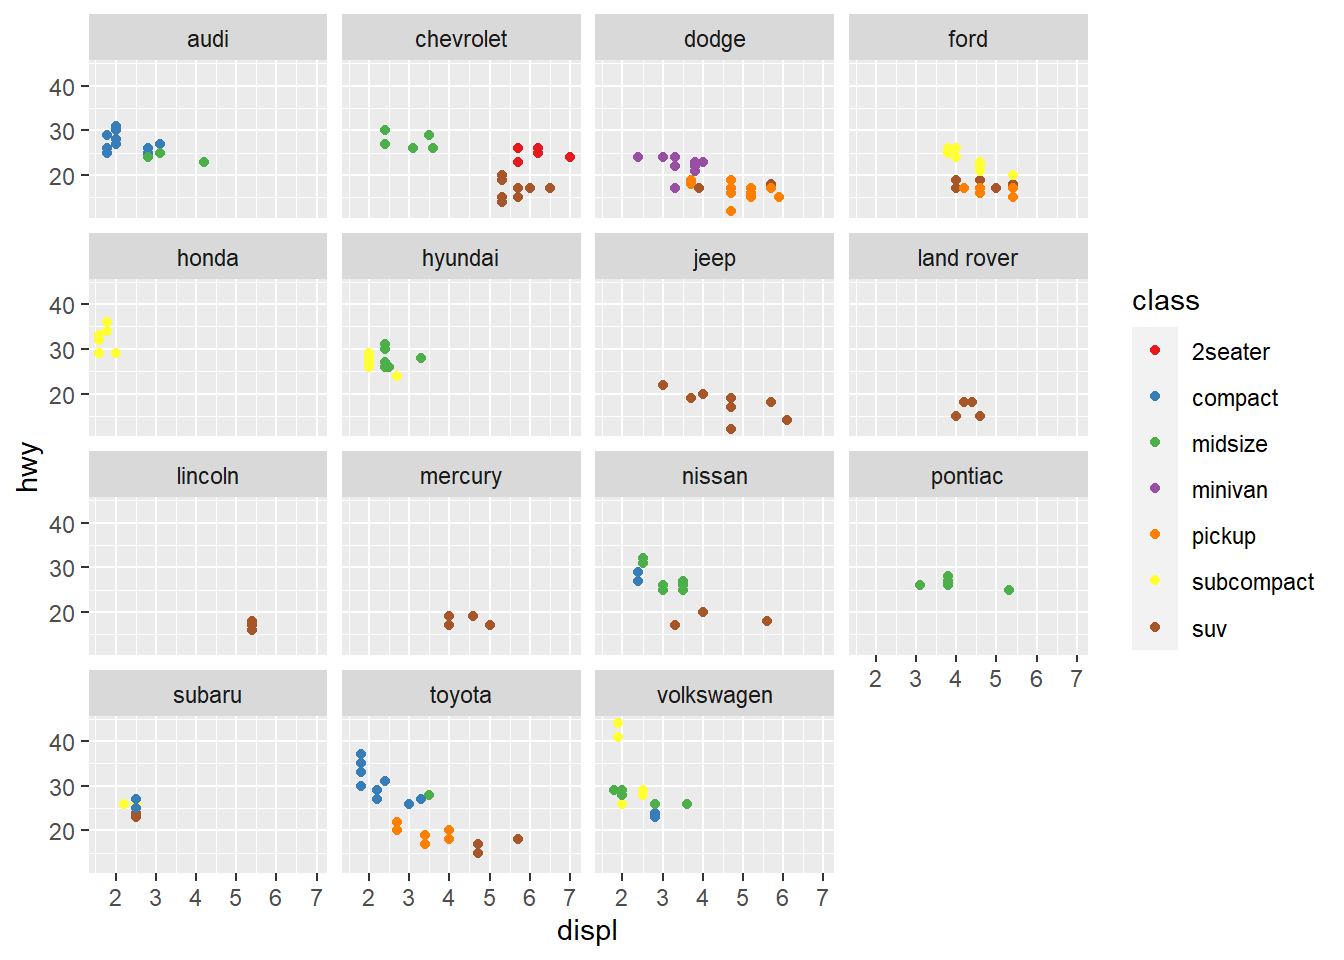 audi chevrolet dodge ford
40
30
20
honda hyundai jeep land rover
40
30
20
lincoln mercury nissan pontiac
40
30
20
2 3 4 5 6 7
subaru toyota volkswagen
40
30
20
2 3 4 5 6 7 2 3 4 5 6 7 2 3 4 5 6 7
displ
hwy
class
2seater
compact
midsize
minivan
pickup
subcompact
suv